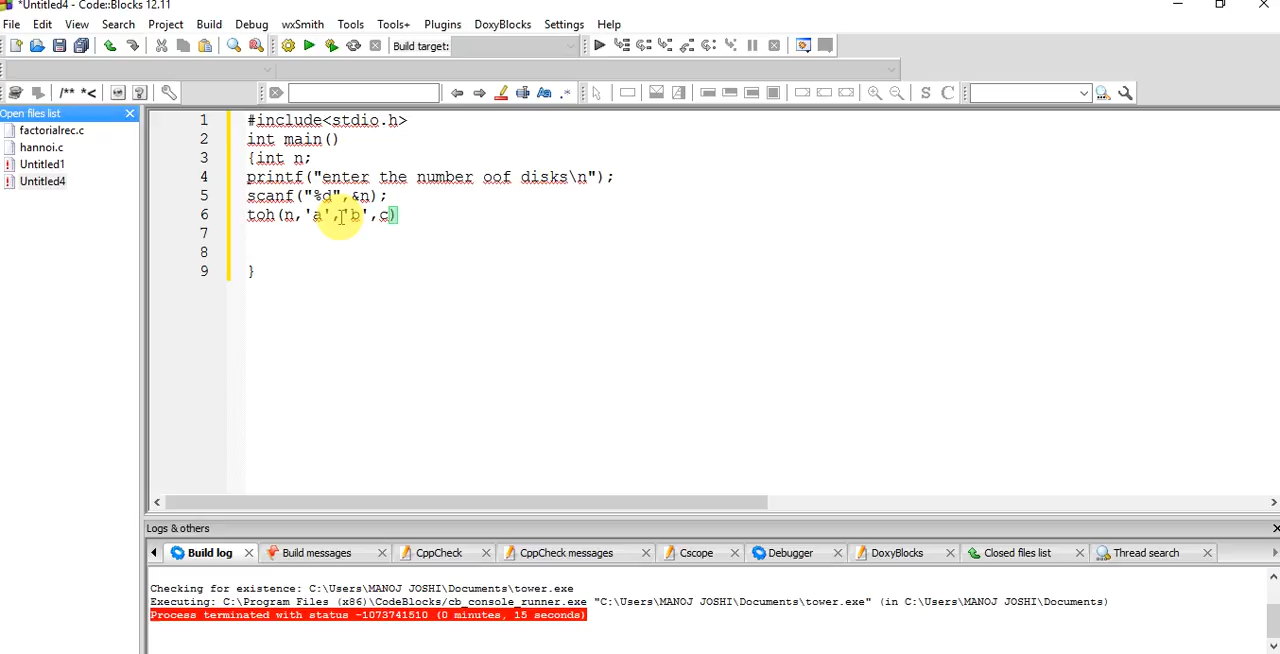 *Untitled4 - Code::Blocks 12.11
File Edit View Search Project Build Debug wxSmith Tools Tools+ Plugins DoxyBlocks Settings Help
Build target:
/** *<
S C
Open files list
factorialrec.c
hannoi.c
Untitled1
Untitled4
1 #include<stdio.h>
2 int main()
3 {int n;
4 printf("enter the number oof disks\n");
5 scanf("%d",&n);
6 toh(n,'a','b',c)
7
8
9 }
Logs & others
Build log Build messages CppCheck CppCheck messages Cscope Debugger DoxyBlocks Closed files list Thread search
Checking for existence: C:\Users\MANOJ JOSHI\Documents\tower.exe
Executing: C:\Program Files (x86)\CodeBlocks/cb_console_runner.exe "C:\Users\MANOJ JOSHI\Documents\tower.exe" (in C:\Users\MANOJ JOSHI\Documents)
Process terminated with status -1073741510 (0 minutes, 15 seconds)